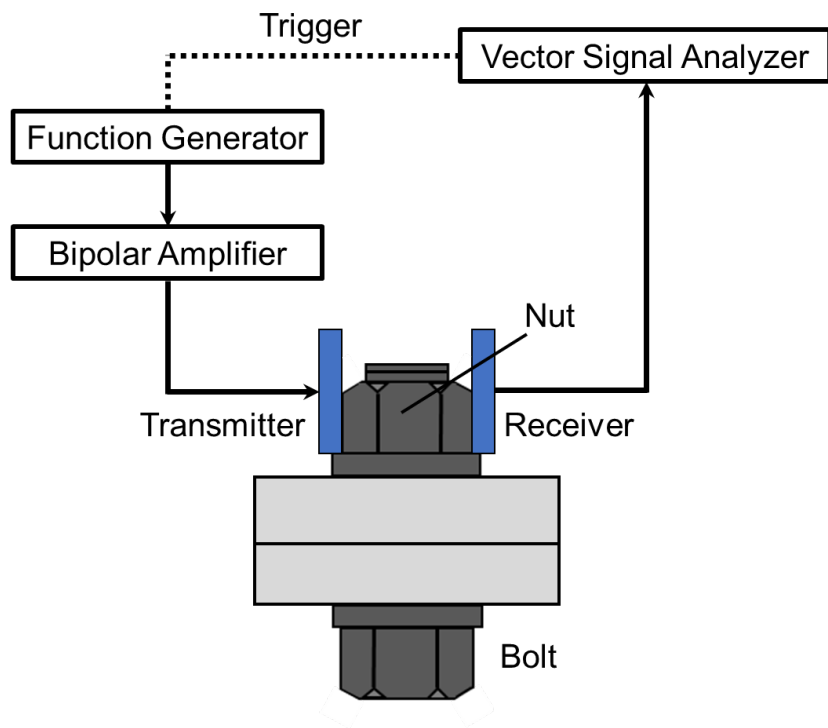 Trigger
Vector Signal Analyzer
Function Generator
Bipolar Amplifier
Nut
Transmitter
Receiver
Bolt